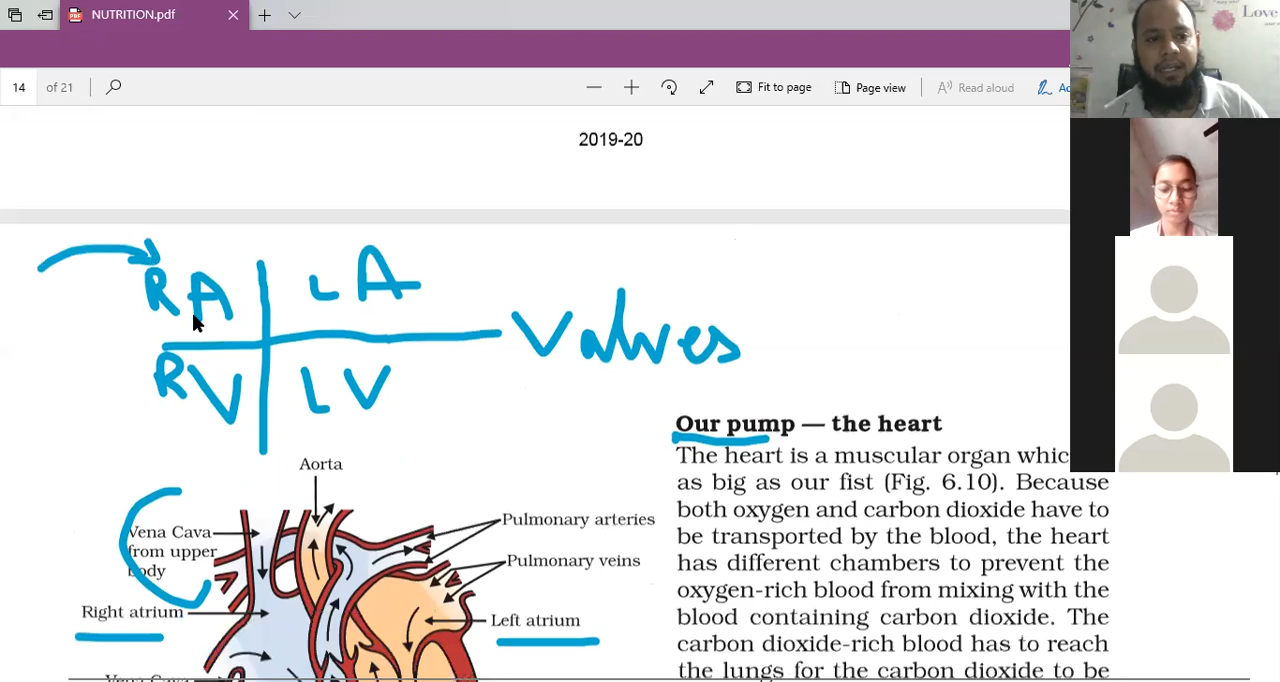 NUTRITION.pdf
14 of 21
Fit to page
Page view
Read aloud
Love
2019-20
RA LA
RV LV
Valves
Our pump — the heart
The heart is a muscular organ
as big as our fist (Fig. 6.10). Because
both oxygen and carbon dioxide have to
be transported by the blood, the heart
has different chambers to prevent the
oxygen-rich blood from mixing with the
blood containing carbon dioxide. The
carbon dioxide-rich blood has to reach
the lungs for the carbon dioxide to be
Aorta
Vena Cava
from upper
body
Right atrium
Vena Cava
Pulmonary arteries
Pulmonary veins
Left atrium